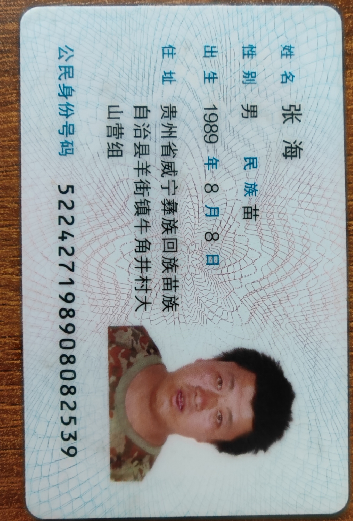 姓名 张海
性别 男 民族 苗
出生 1989 年 8 月 8 日
住址 贵州省威宁彝族回族苗族
自治县羊街镇牛角井村大
山营组
公民身份号码 522427198908082539